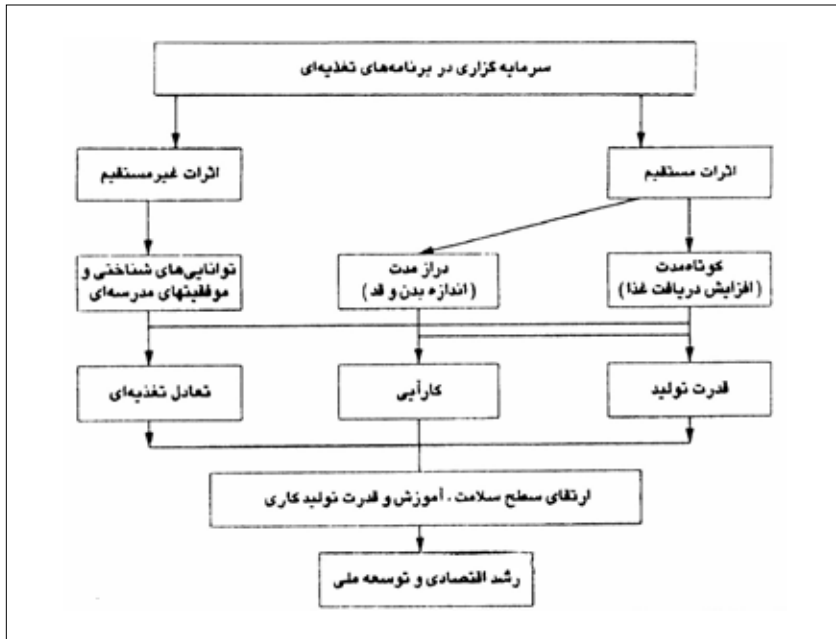 سرمایه گزاری در برنامه‌های تغذیه‌ای
اثرات مستقیم
اثرات غیرمستقیم
کوتاه‌مدت
(افزایش دریافت غذا)
دراز مدت
(اندازه بدن و قد)
توانایی‌های شناختی و
موفقیتهای مدرسه‌ای
قدرت تولید
کارآیی
تعادل تغذیه‌ای
ارتقای سطح سلامت، آموزش و قدرت تولید کاری
رشد اقتصادی و توسعه ملی